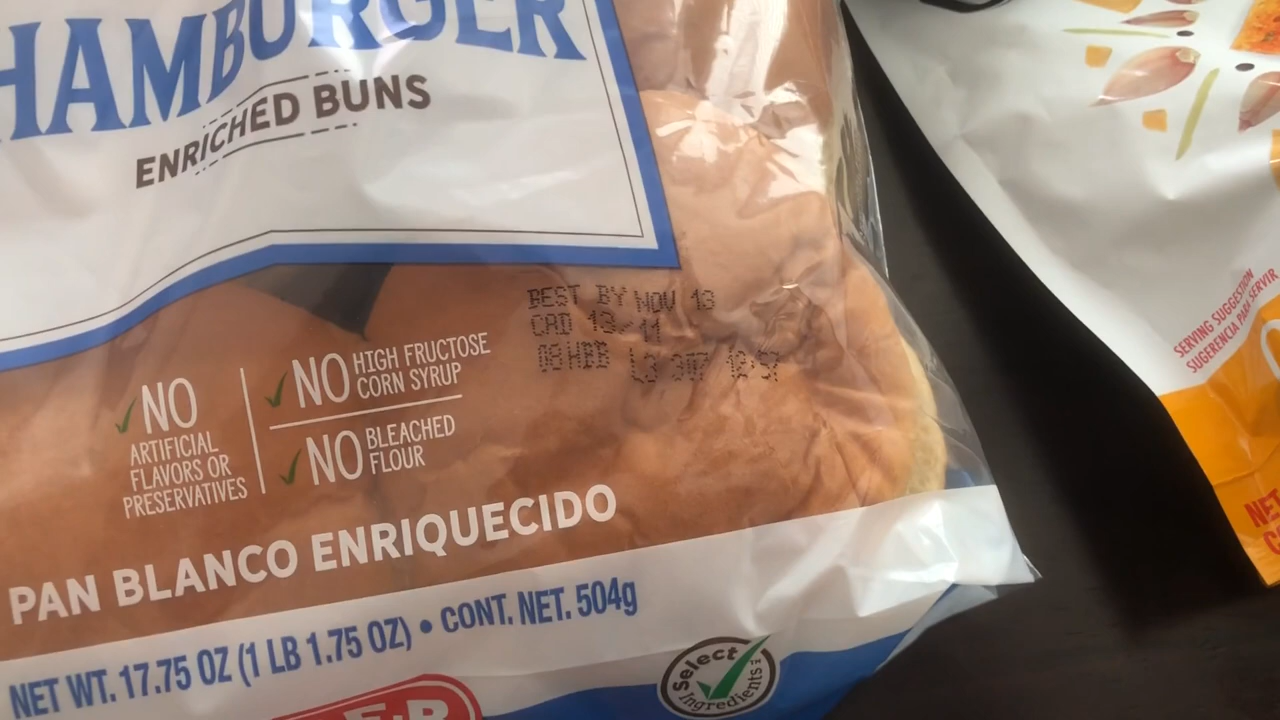 HAMBURGER
ENRICHED BUNS
BEST BY NOV 13
CAD 13/11
NO
ARTIFICIAL
FLAVORS OR
PRESERVATIVES
NO HIGH FRUCTOSE
CORN SYRUP
NO BLEACHED
FLOUR
PAN BLANCO ENRIQUECIDO
NET WT. 17.75 OZ (1 LB 1.75 OZ) • CONT. NET. 504g
Select
Ingredients
SERVING SUGGESTION
SUGERENCIA PARA SERVIR